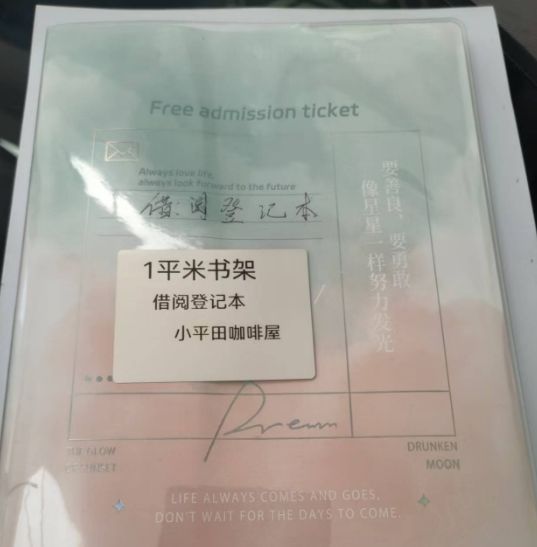 Free admission ticket
Always love life,
always look forward to the future
借阅登记本
要善良、要勇敢
像星星一样努力发光
1平米书架
借阅登记本
小平田咖啡屋
Dream
GLOW
SUNSET
DRUNKEN
MOON
LIFE ALWAYS COMES AND GOES.
DON'T WAIT FOR THE DAYS TO COME.